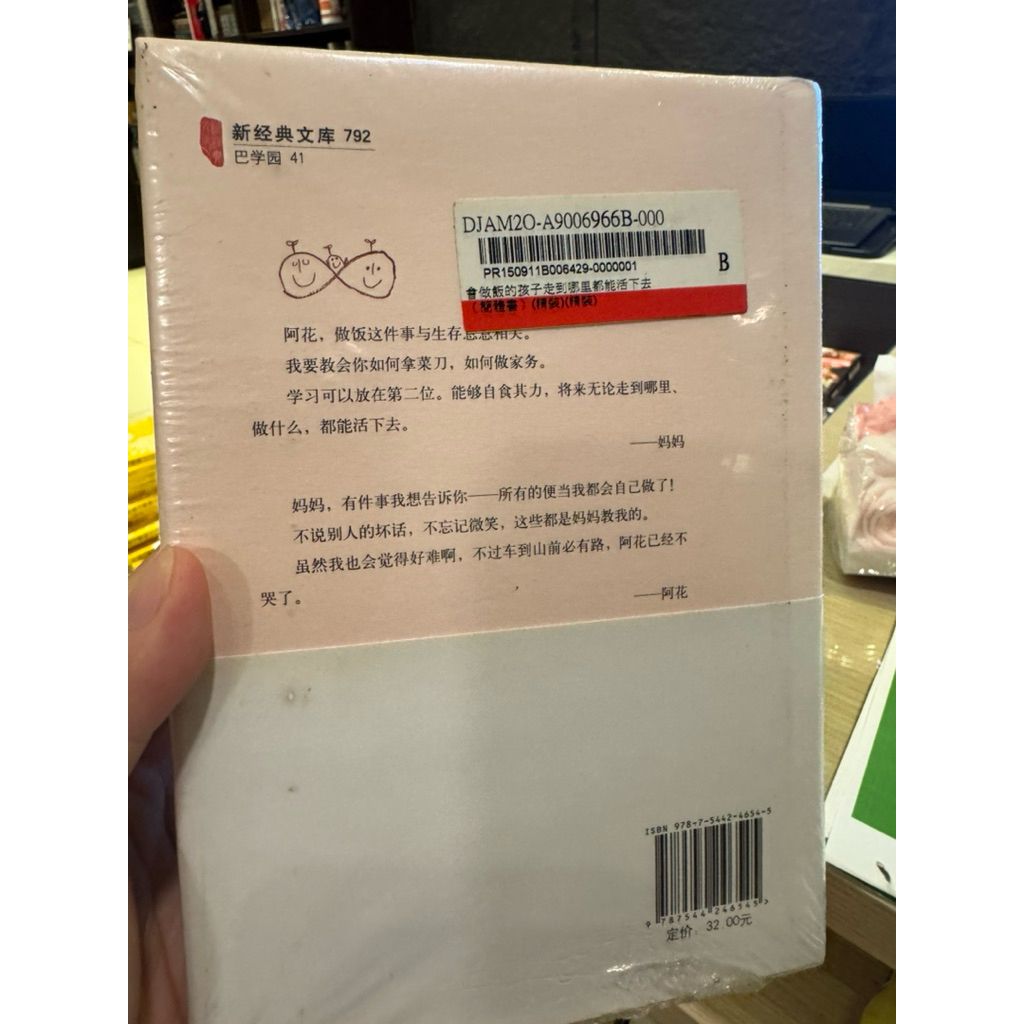 新经典文库 792
巴学园 41
DJAM2O-A9006966B-000
PR150911B006429-0000001
B
會做飯的孩子走到哪里都能活下去
(簡體書)(精裝)(精裝)
阿花，做饭这件事与生存息息相关。
我要教会你如何拿菜刀，如何做家务。
学习可以放在第二位。能够自食其力，将来无论走到哪里、
做什么，都能活下去。
——妈妈
妈妈，有件事我想告诉你——所有的便当我都会自己做了！
不说别人的坏话，不忘记微笑，这些都是妈妈教我的。
虽然我也会觉得好难啊，不过车到山前必有路，阿花已经不
哭了。
——阿花
ISBN 978-7-5442-4654-5
9 787544 246545 >
定价：32.00元